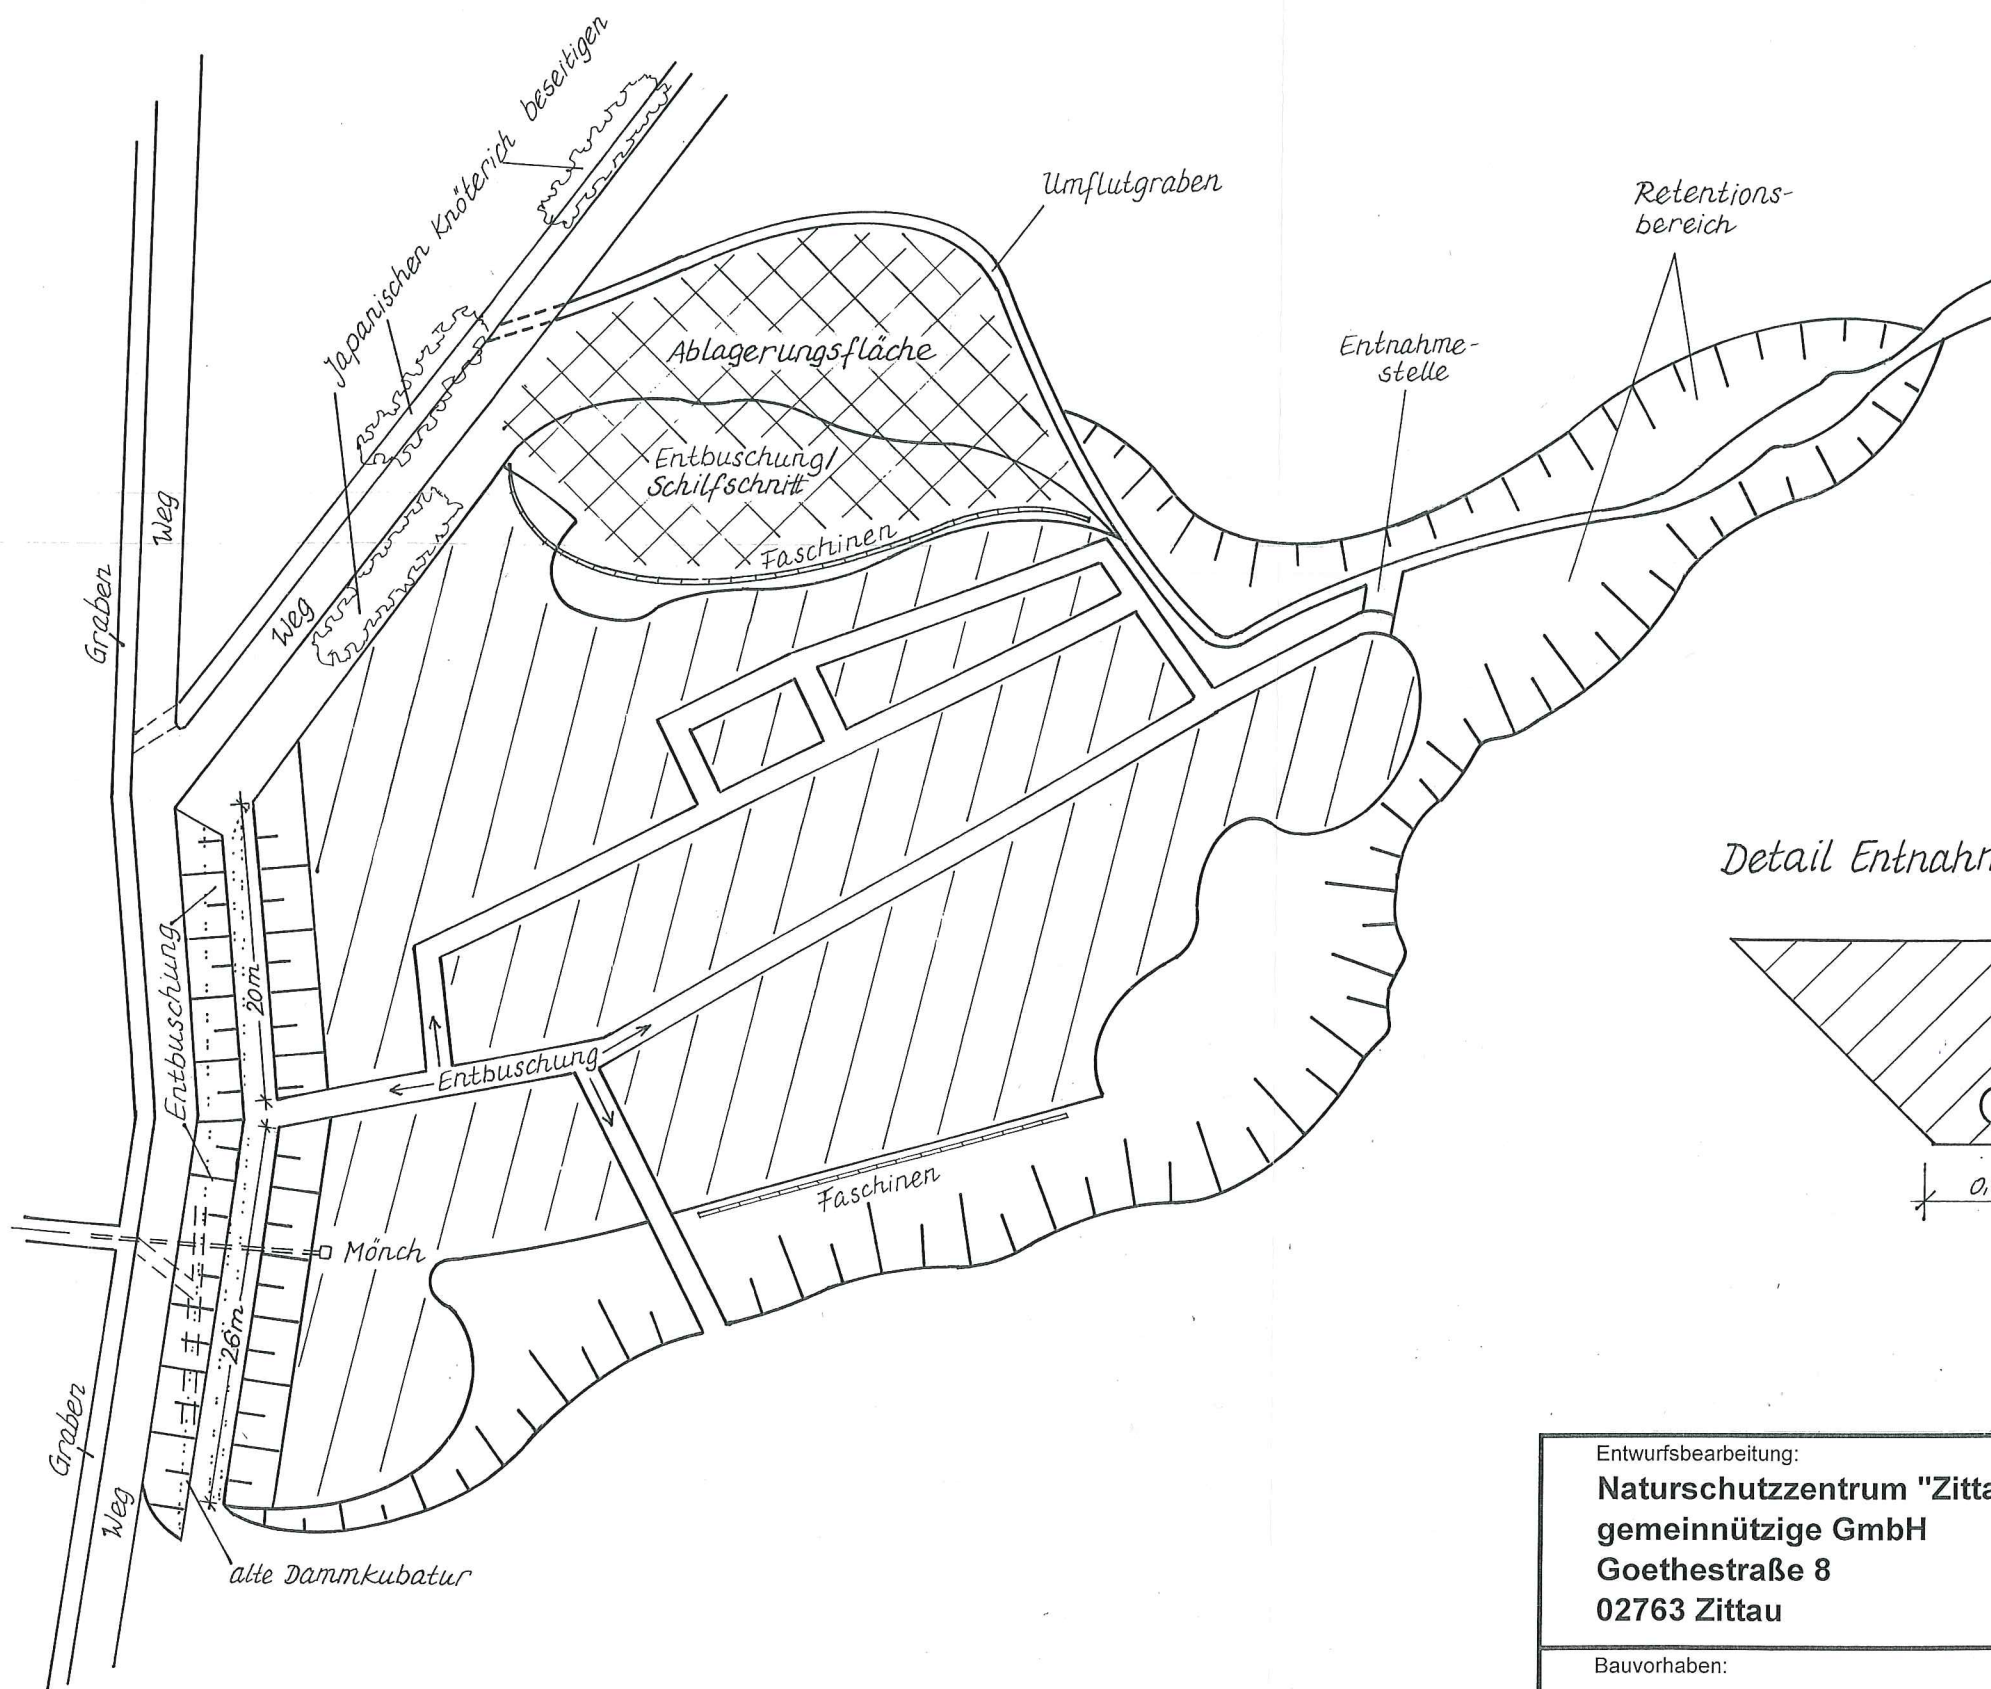 Japanischen Knöterich beseitigen
Umflutgraben
Retentions-
bereich
Entnahme-
stelle
Ablagerungsfläche
Entbuschung/
Schilfschnitt
Faschinen
Weg
Graben
Weg
Detail
Entbuschung
20m
Entbuschung
Faschinen
Mönch
26m
Graben
Weg
alte Dammkubatur
0,
Entwurfsbearbeitung:
Naturschutzzentrum "Zitta
gemeinnützige GmbH
Goethestraße 8
02763 Zittau
Bauvorhaben: